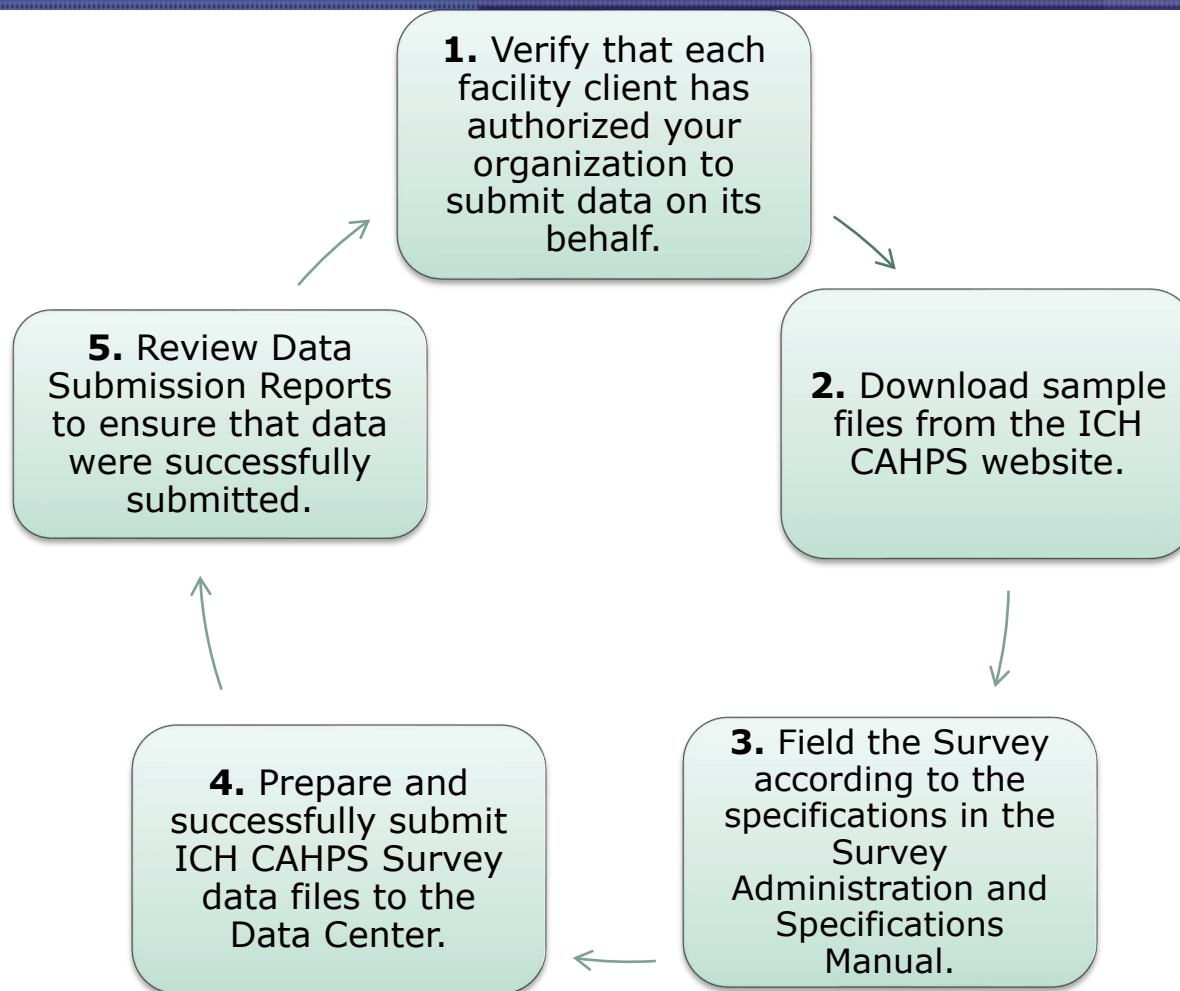 1. Verify that each
facility client has
authorized your
organization to
submit data on its
behalf.
2. Download sample
files from the ICH
CAHPS website.
3. Field the Survey
according to the
specifications in the
Survey
Administration and
Specifications
Manual.
4. Prepare and
successfully submit
ICH CAHPS Survey
data files to the
Data Center.
5. Review Data
Submission Reports
to ensure that data
were successfully
submitted.